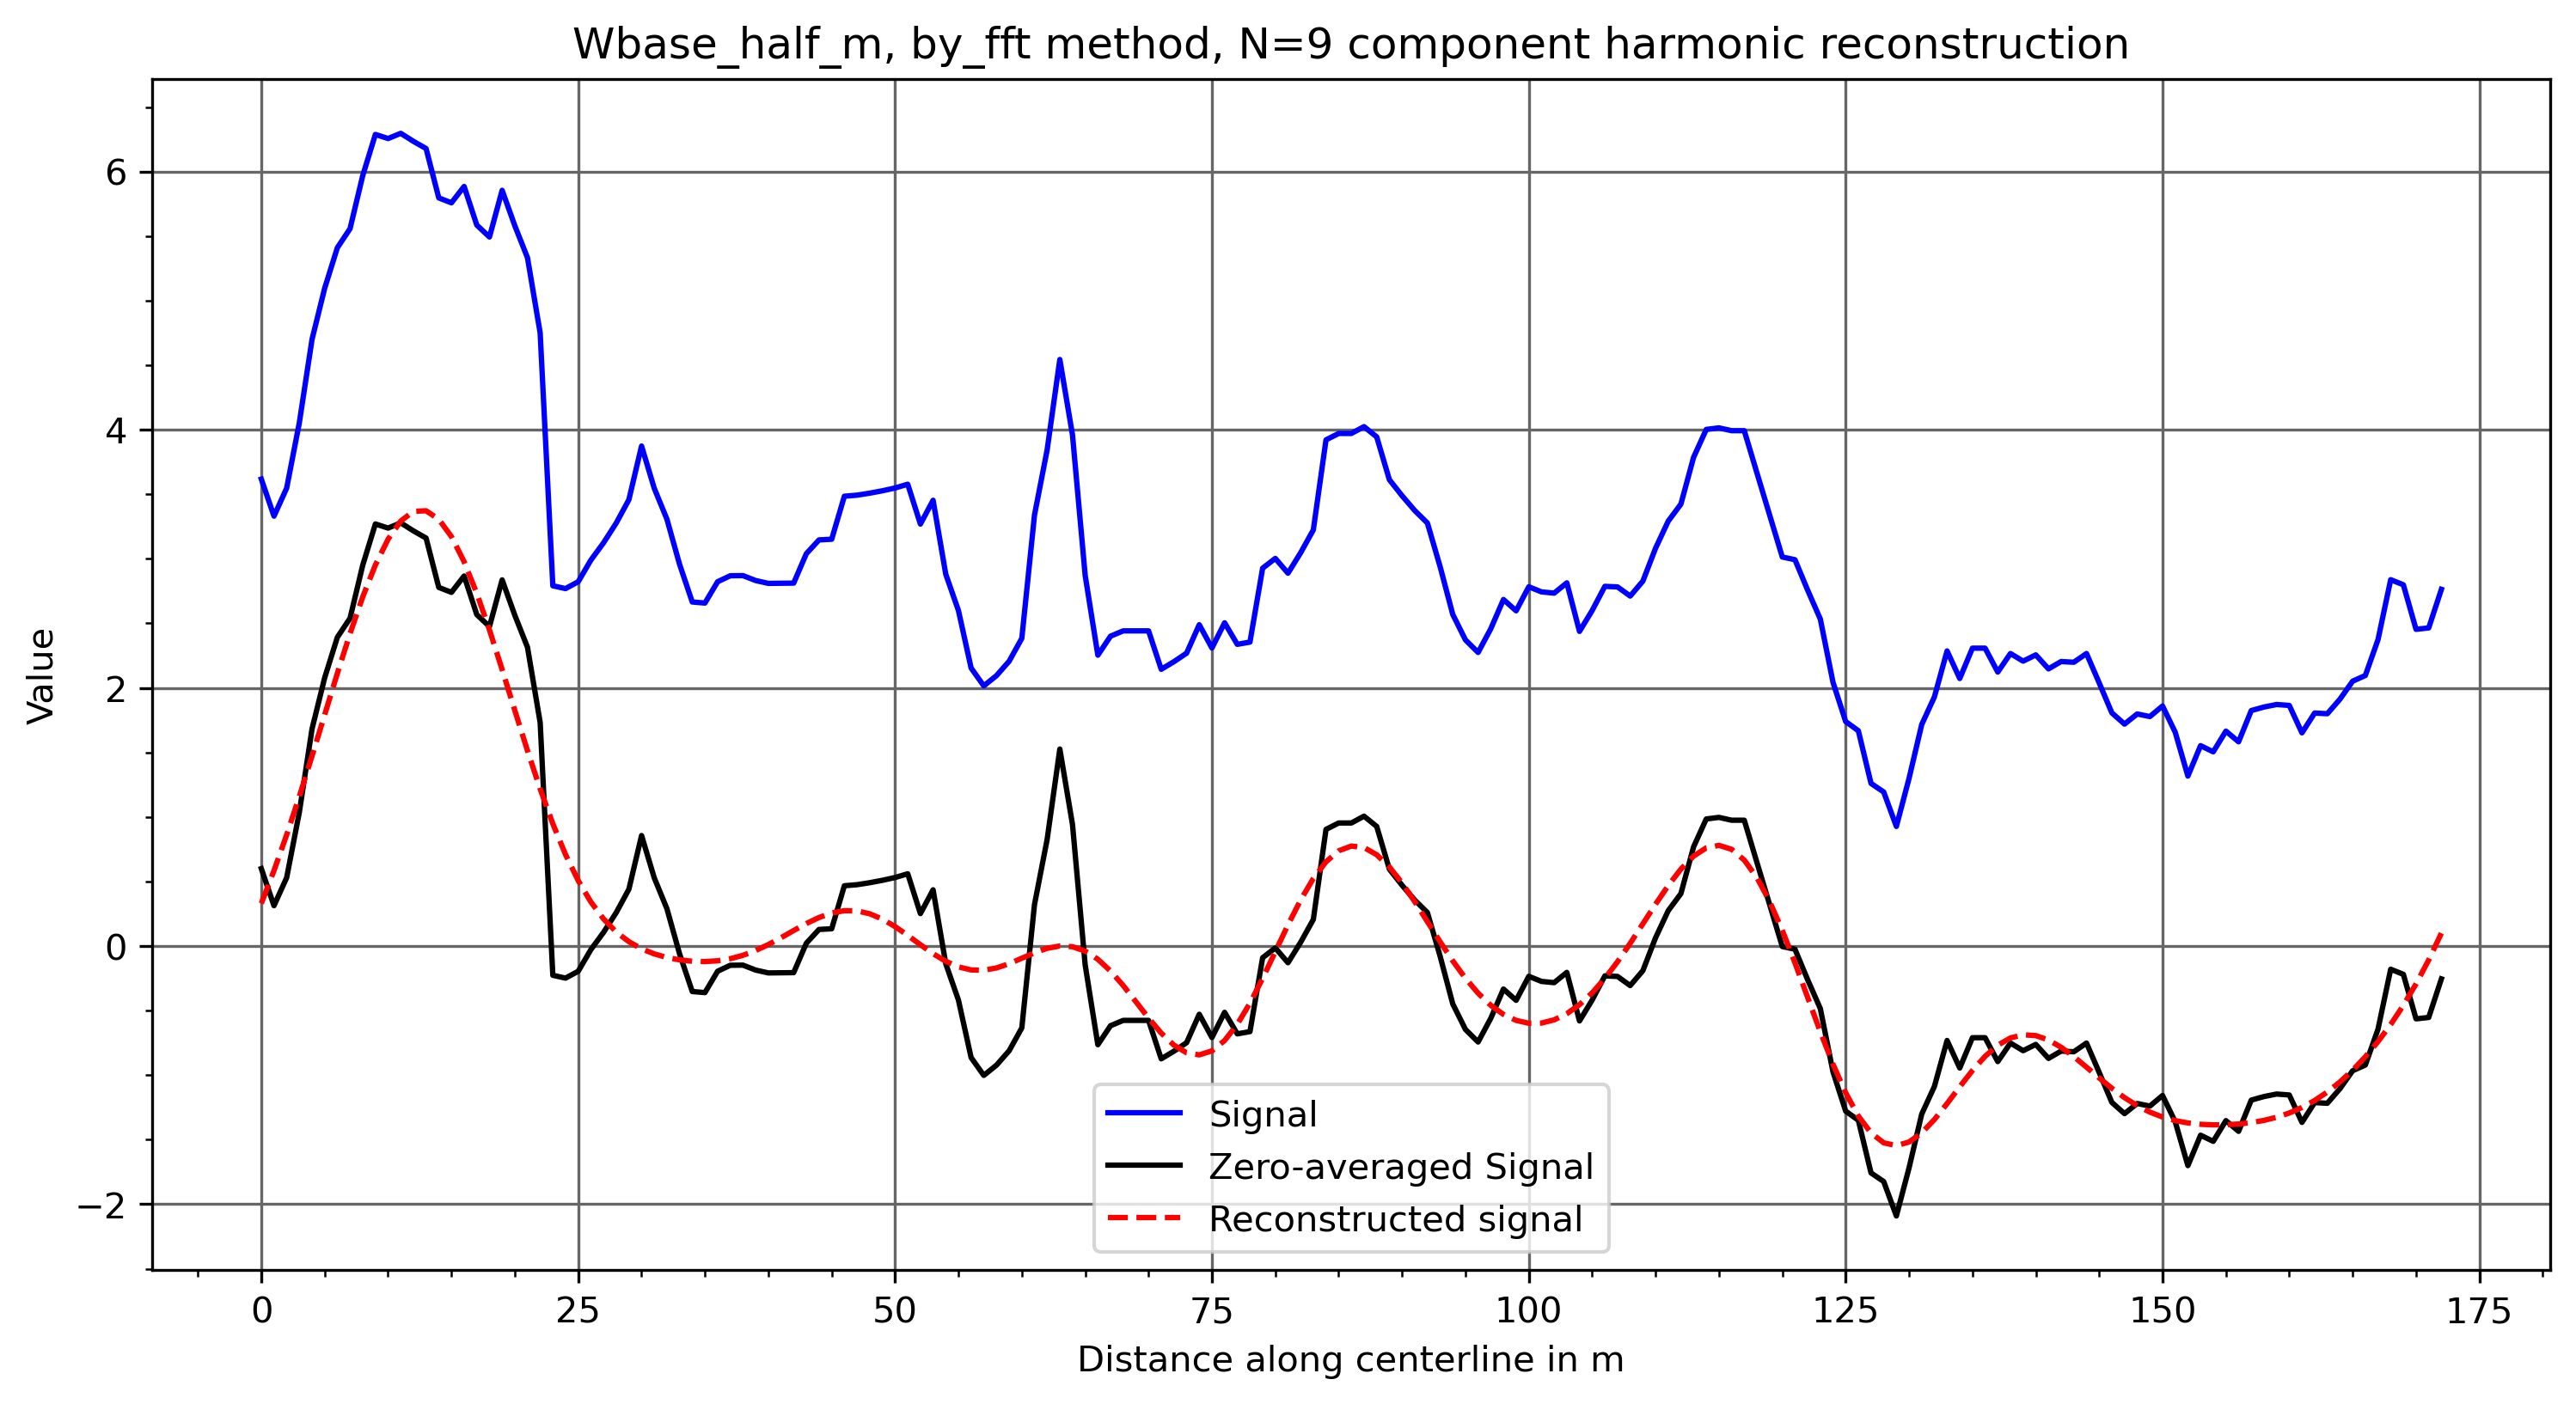 Wbase_half_m, by_fft method, N=9 component harmonic reconstruction
Value
6
4
2
0
−2
Signal
Zero-averaged Signal
Reconstructed signal
0 25 50 75 100 125 150 175
Distance along centerline in m